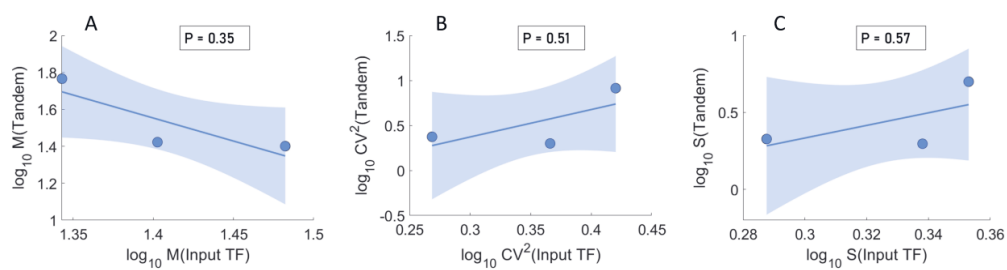 A
P = 0.35
log10 M(Tandem)
2
1.8
1.6
1.4
1.2
1
1.35
1.4
1.45
1.5
log10 M(Input TF)
B
P = 0.51
log10 CV²(Tandem)
1.5
1
0.5
0
-0.5
0.25
0.3
0.35
0.4
0.45
log10 CV²(Input TF)
C
P = 0.57
log10 S(Tandem)
1
0.5
0
0.28
0.3
0.32
0.34
0.36
log10 S(Input TF)